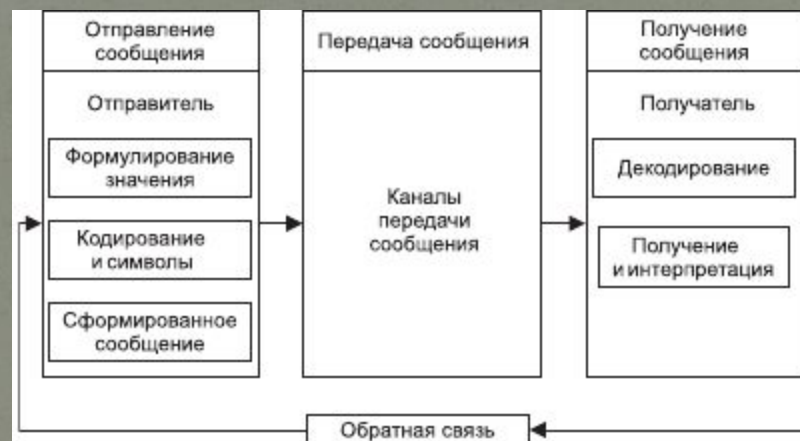 Отправление
сообщения
Отправитель
Формулирование
значения
Кодирование
и символы
Сформированное
сообщение
Передача сообщения
Каналы
передачи
сообщения
Получение
сообщения
Получатель
Декодирование
Получение
и интерпретация
Обратная связь